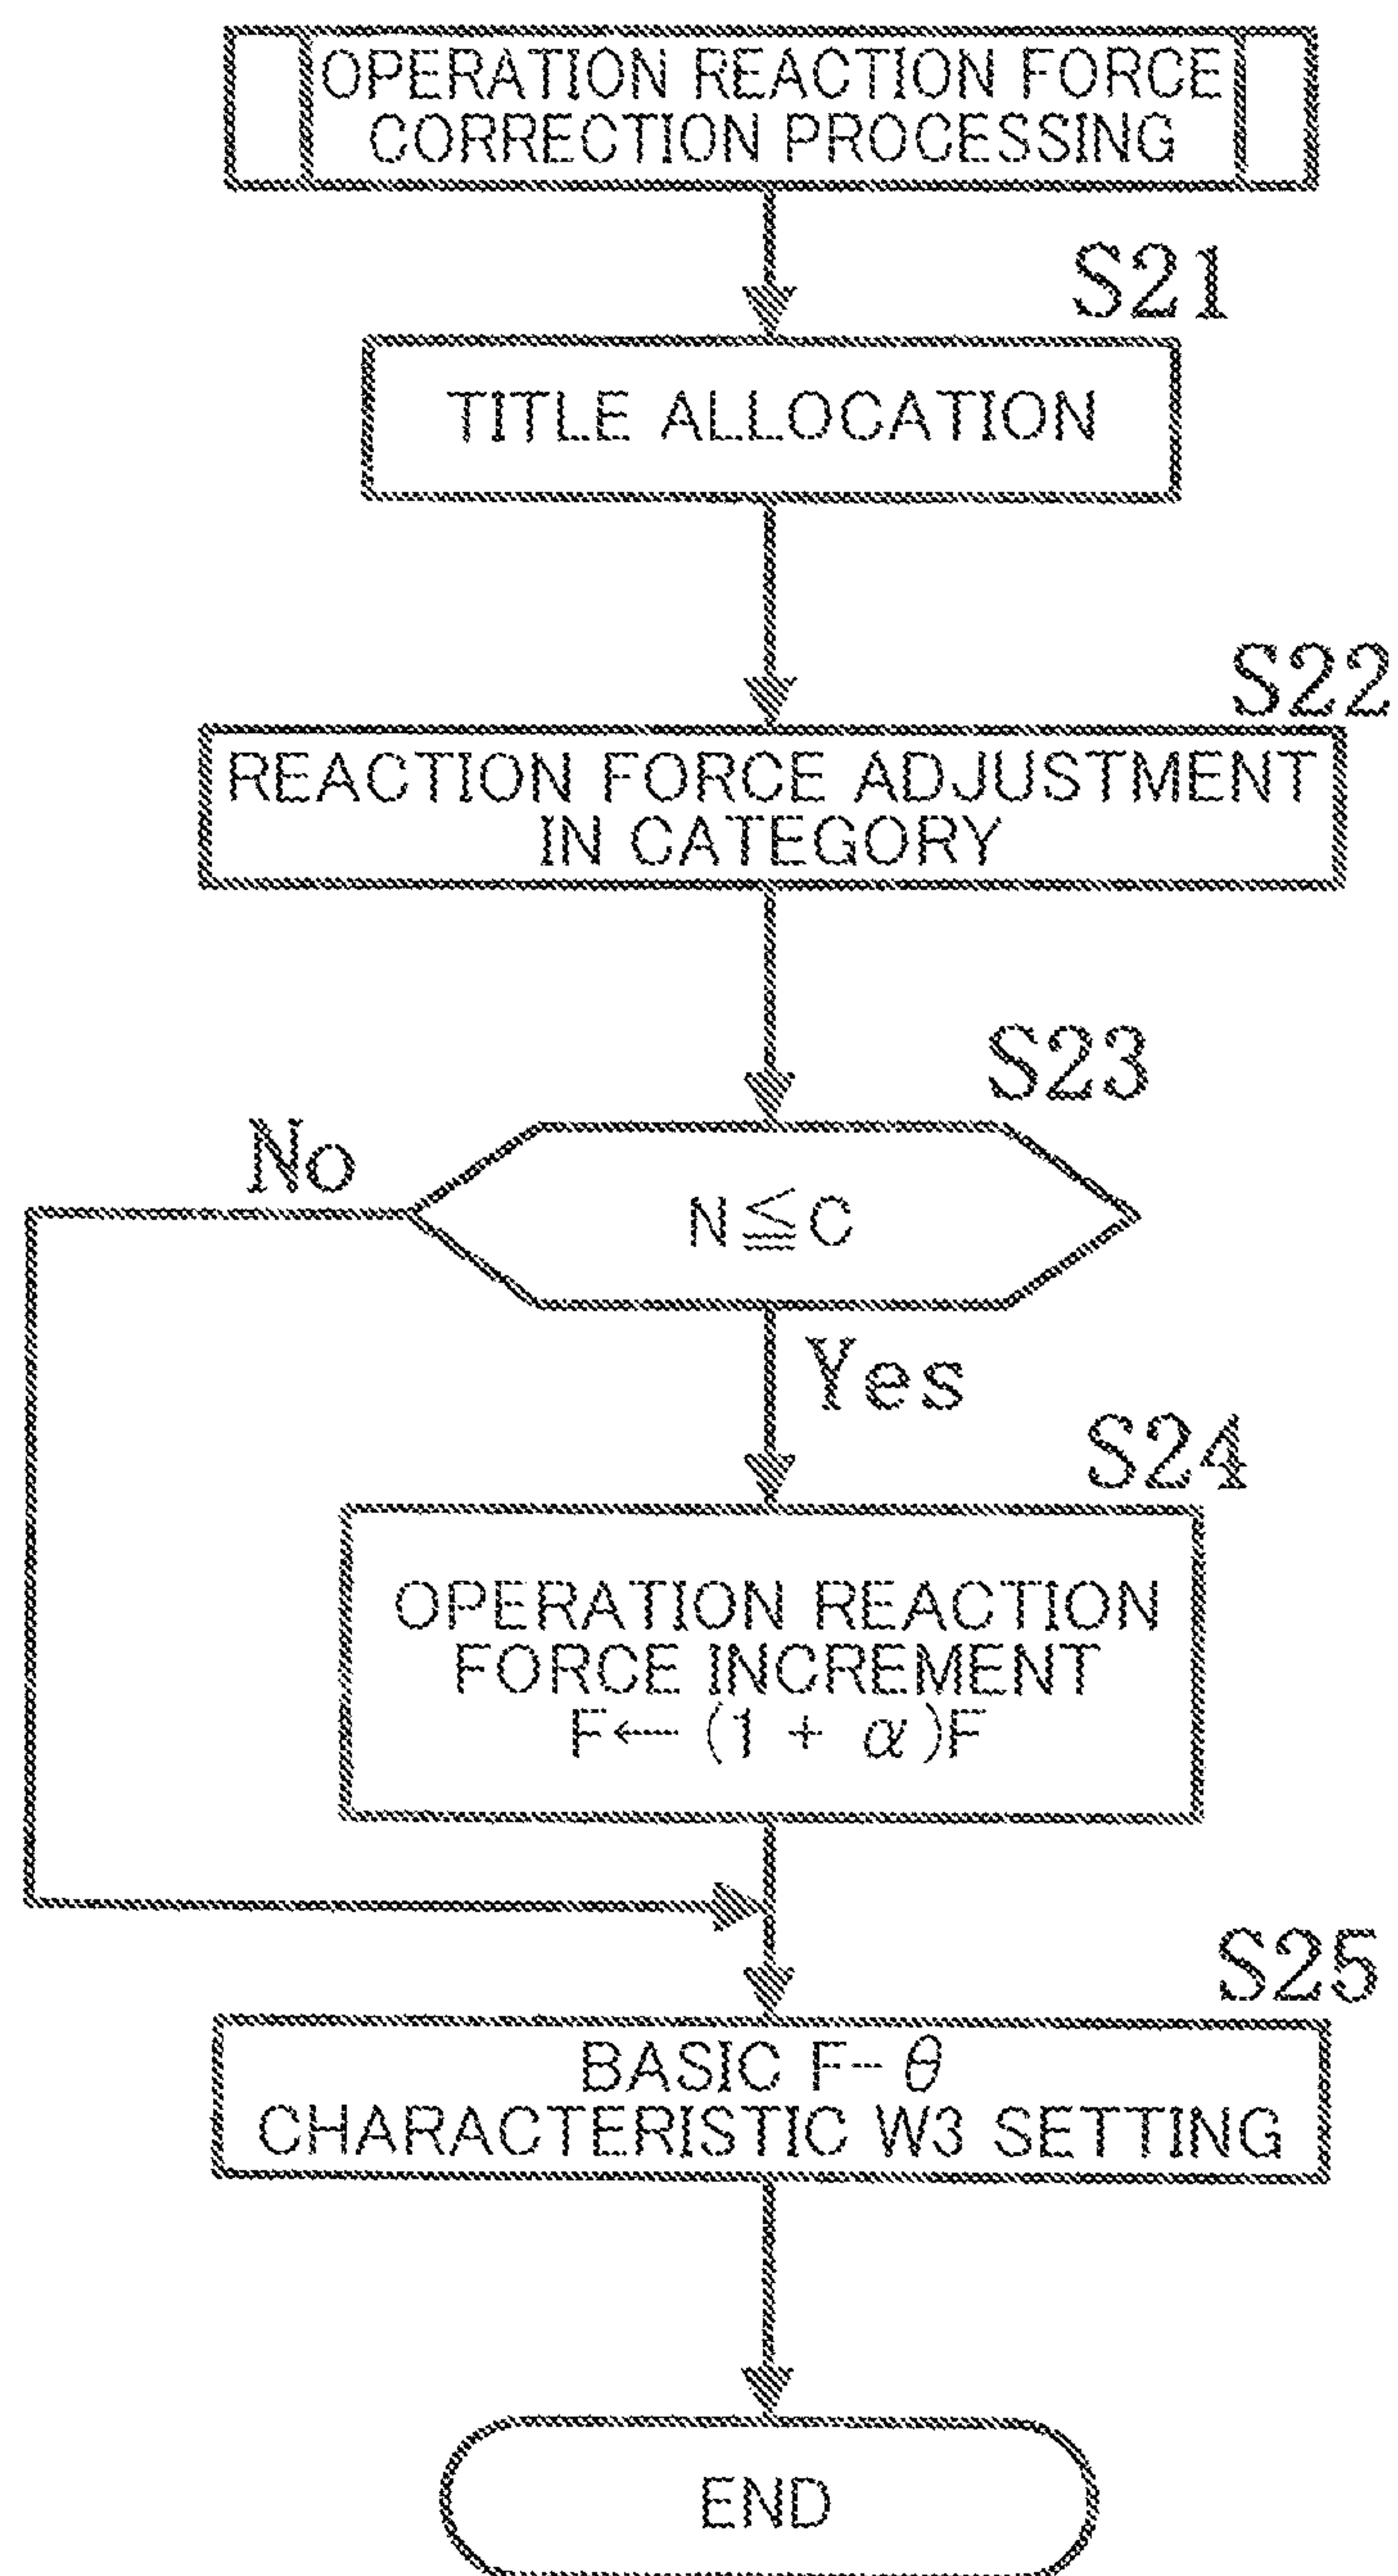 OPERATION REACTION FORCE
CORRECTION PROCESSING
S21
TITLE ALLOCATION
S22
REACTION FORCE ADJUSTMENT
IN CATEGORY
S23
No
N≦C
Yes
S24
OPERATION REACTION
FORCE INCREMENT
F←(1 + α)F
S25
BASIC F-θ
CHARACTERISTIC W3 SETTING
END